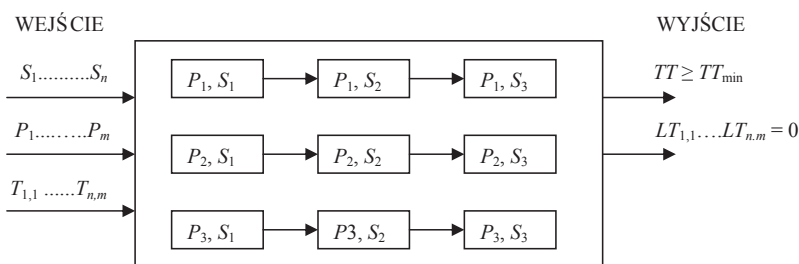 WEJŚCIE WYJŚCIE
S1..........Sn P1, S1 P1, S2 P1, S3 TT ≥ TTmin
P1.........Pm P2, S1 P2, S2 P2, S3 LT1,1….LTn.m = 0
T1,1 ......Tn,m P3, S1 P3, S2 P3, S3